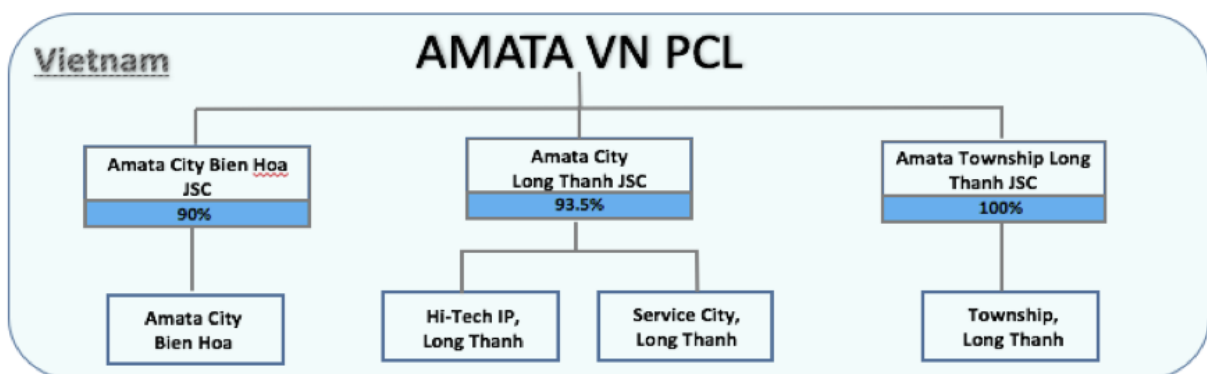 Vietnam
AMATA VN PCL
Amata City Bien Hoa
JSC
90%
Amata City
Long Thanh JSC
93.5%
Amata Township Long
Thanh JSC
100%
Amata City
Bien Hoa
Hi-Tech IP,
Long Thanh
Service City,
Long Thanh
Township,
Long Thanh